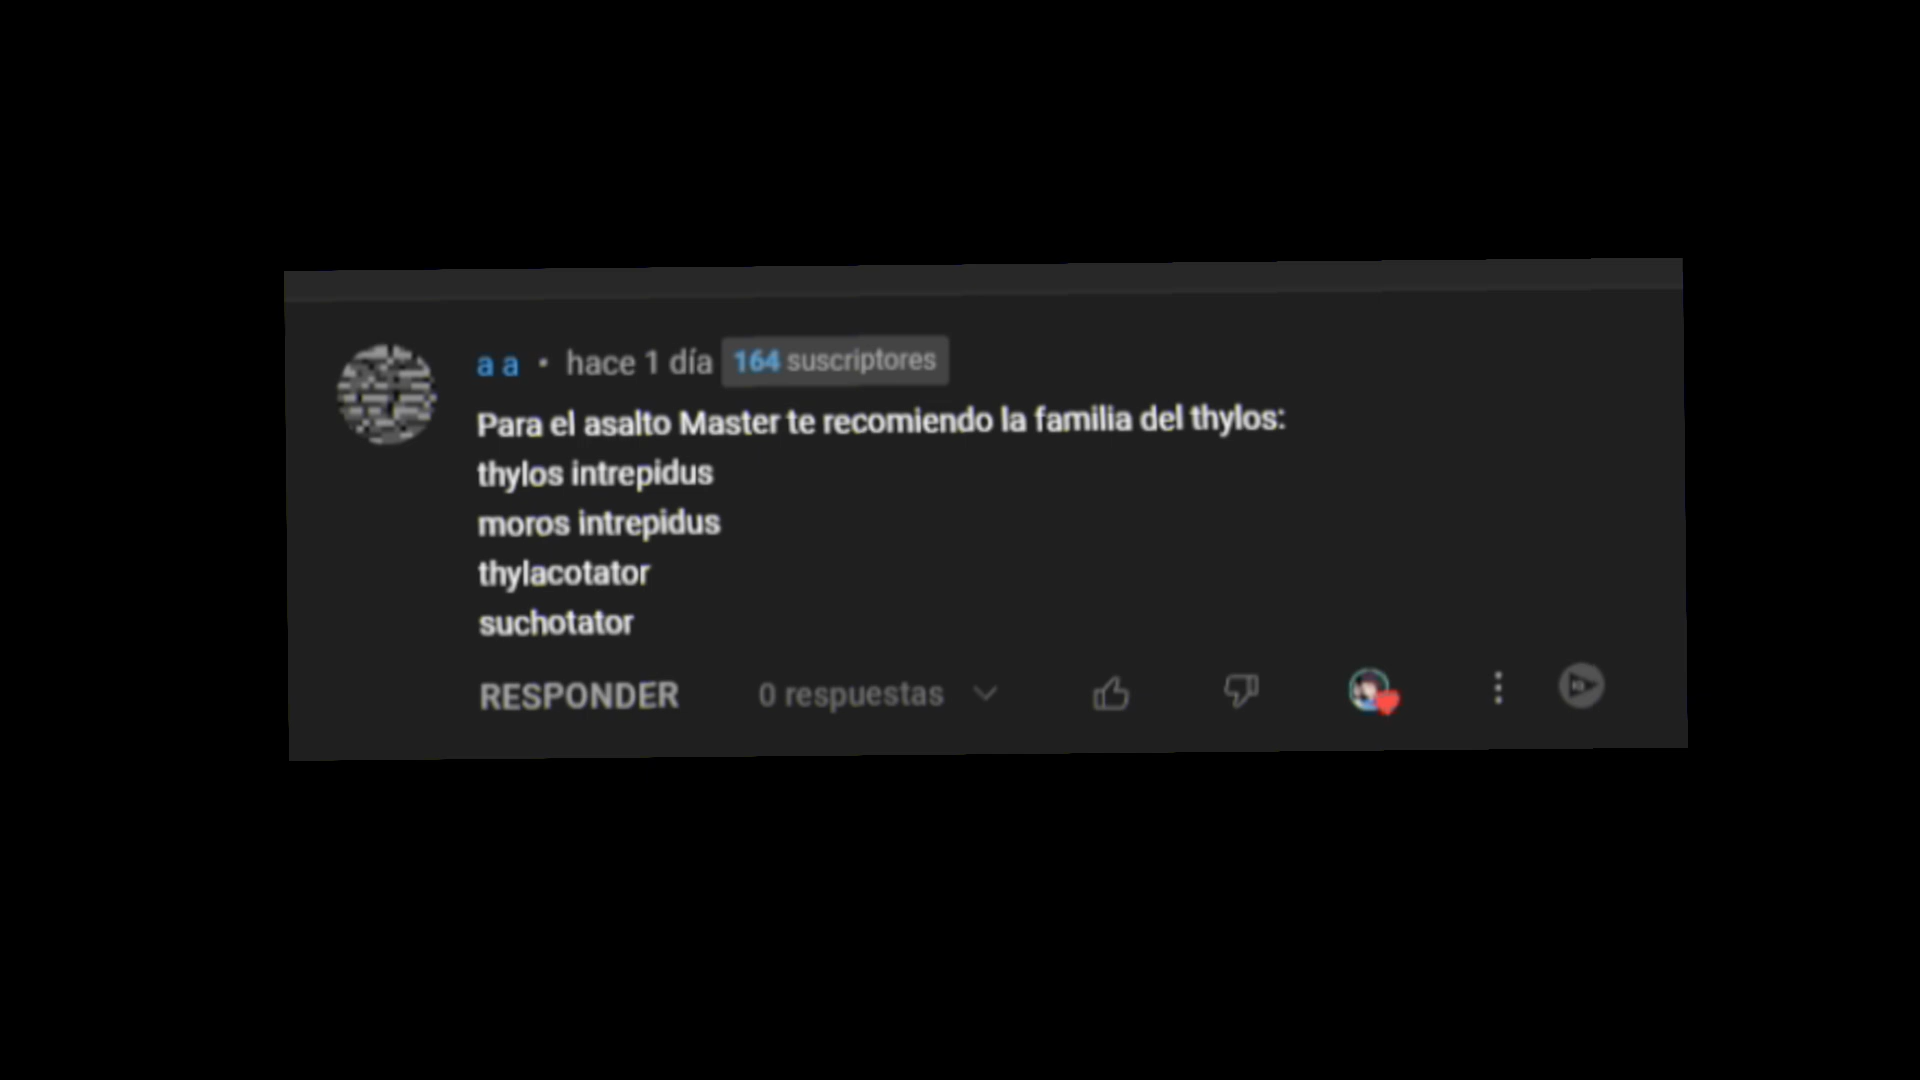 a a • hace 1 día 164 suscriptores
Para el asalto Master te recomiendo la familia del thylos:
thylos intrepidus
moros intrepidus
thylacotator
suchotator
RESPONDER 0 respuestas